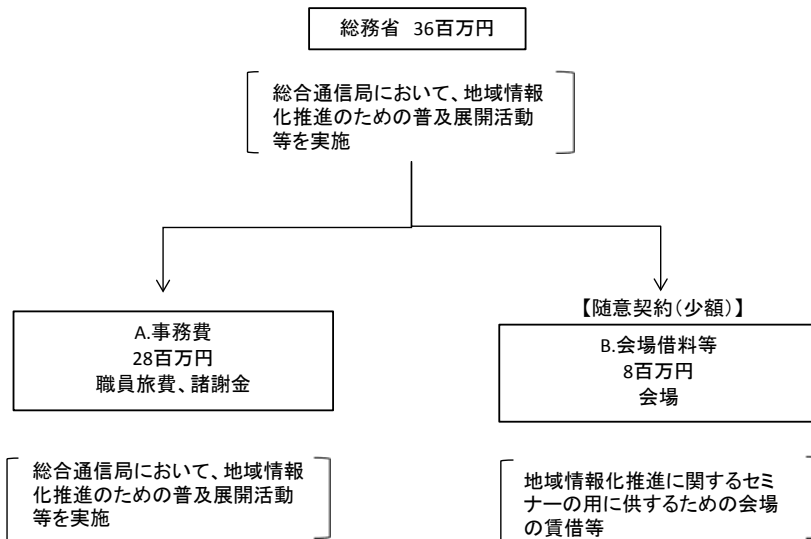 総務省 36百万円
総合通信局において、地域情報
化推進のための普及展開活動
等を実施
A.事務費
28百万円
職員旅費、諸謝金
総合通信局において、地域情報
化推進のための普及展開活動
等を実施
【随意契約(少額)】
B.会場借料等
8百万円
会場
地域情報化推進に関するセミ
ナーの用に供するための会場
の賃借等